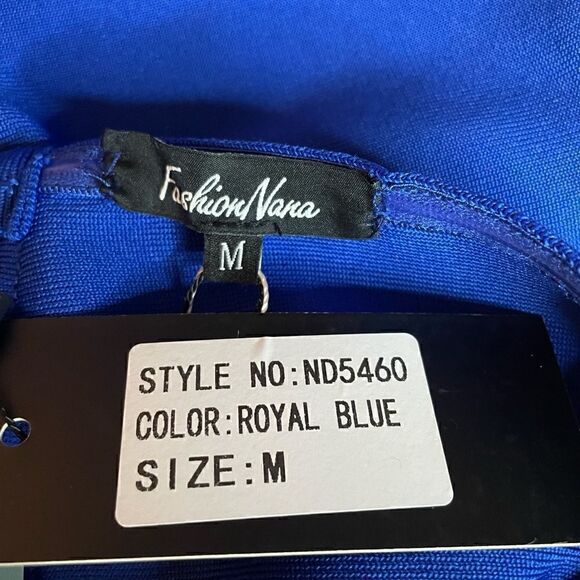 FashionNana
M
STYLE NO:ND5460
COLOR:ROYAL BLUE
SIZE:M